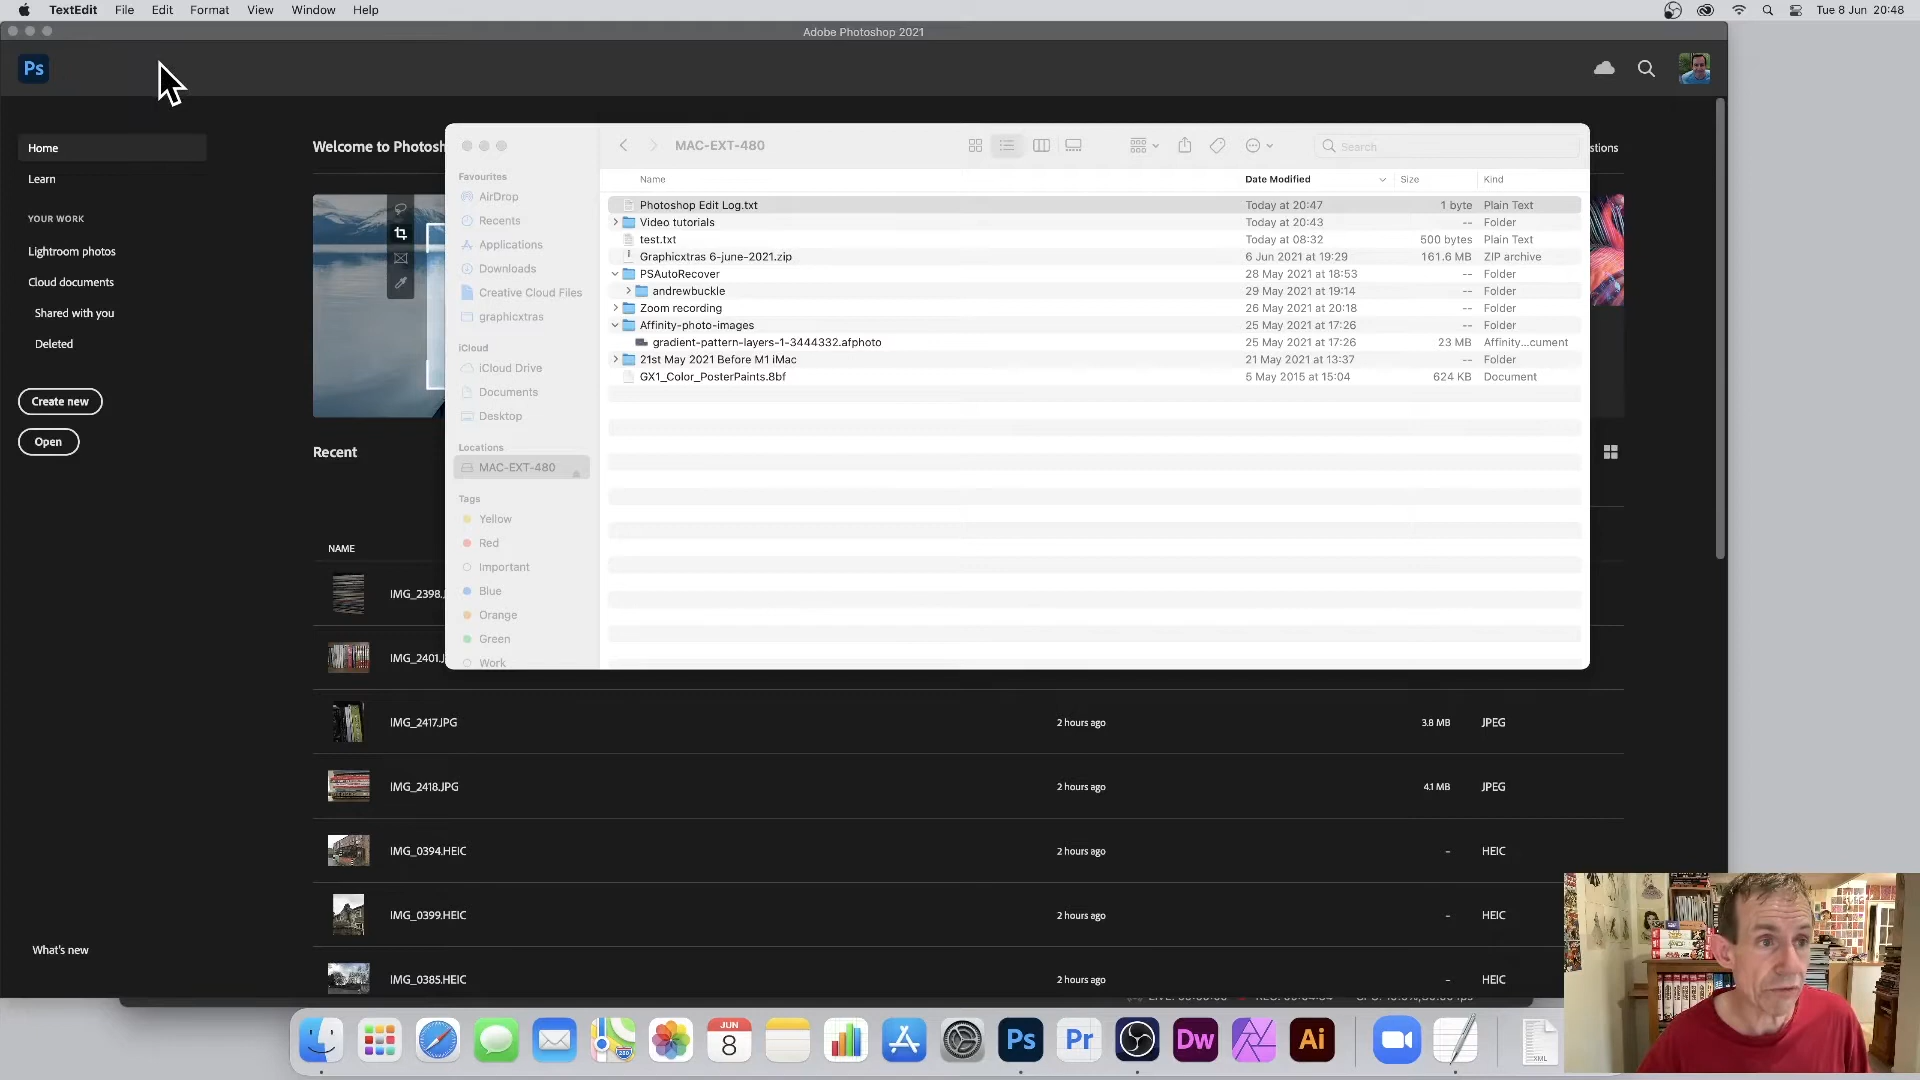 TextEdit File Edit Format View Window Help Tue 8 Jun 20:48
Adobe Photoshop 2021
Ps
Home
Learn
YOUR WORK
Lightroom photos
Cloud documents
Shared with you
Deleted
Create new
Open
What's new
Welcome to Photosh
stions
Recent
NAME
MAC-EXT-480 Search
Favourites
AirDrop
Recents
Applications
Downloads
Creative Cloud Files
graphicxtras
iCloud
iCloud Drive
Documents
Desktop
Locations
MAC-EXT-480
Tags
Yellow
Red
Important
Blue
Orange
Green
Work
Name Date Modified Size Kind
Photoshop Edit Log.txt Today at 20:47 1 byte Plain Text
Video tutorials Today at 20:43 -- Folder
test.txt Today at 08:32 500 bytes Plain Text
Graphicxtras 6-june-2021.zip 6 Jun 2021 at 19:29 161.6 MB ZIP archive
PSAutoRecover 28 May 2021 at 18:53 -- Folder
andrewbuckle 29 May 2021 at 19:14 -- Folder
Zoom recording 26 May 2021 at 20:18 -- Folder
Affinity-photo-images 25 May 2021 at 17:26 -- Folder
gradient-pattern-layers-1-3444332.afphoto 25 May 2021 at 17:26 23 MB Affinity...cument
21st May 2021 Before M1 iMac 21 May 2021 at 13:37 -- Folder
GX1_Color_PosterPaints.8bf 5 May 2015 at 15:04 624 KB Document
IMG_2398.
IMG_2401.
IMG_2417.JPG 2 hours ago 3.8 MB JPEG
IMG_2418.JPG 2 hours ago 4.1 MB JPEG
IMG_0394.HEIC 2 hours ago - HEIC
IMG_0399.HEIC 2 hours ago - HEIC
IMG_0385.HEIC 2 hours ago - HEIC
JUN
8
Ps Pr Dw Ai
XML